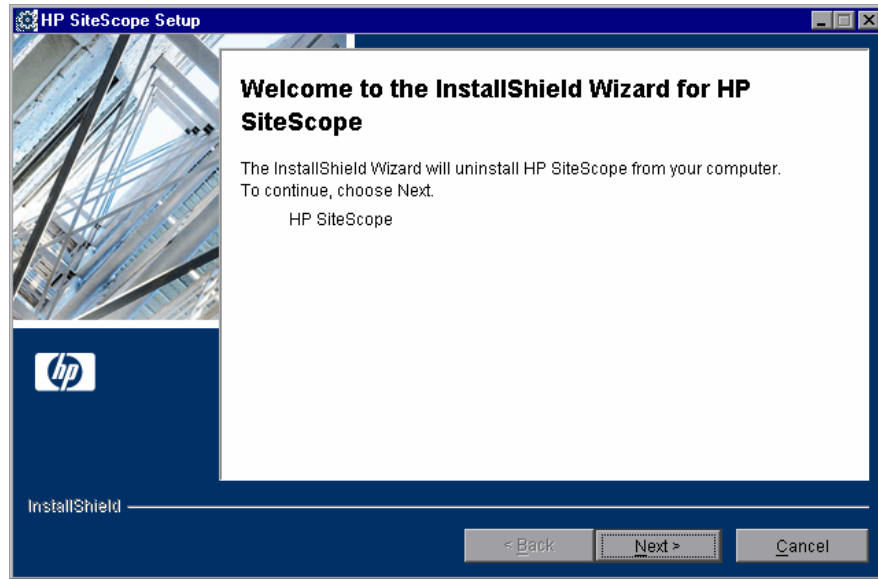 HP SiteScope Setup
Welcome to the InstallShield Wizard for HP
SiteScope
The InstallShield Wizard will uninstall HP SiteScope from your computer.
To continue, choose Next.
HP SiteScope
hp
InstallShield
< Back Next > Cancel